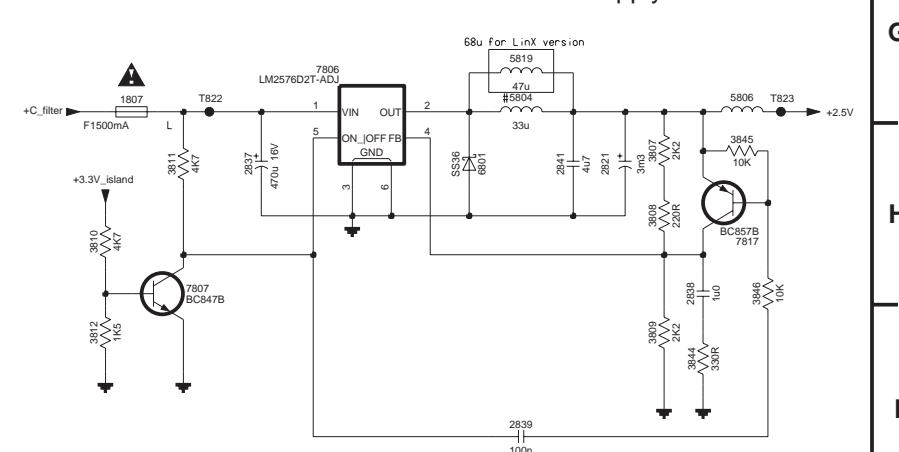 68u for LinX version
5819
47u
#5804
33u
7806
LM2576D2T-ADJ
1807
+C_filter
F1500mA
L
T822
1
VIN
OUT
2
5
ON_|OFF
FB
4
GND
3
6
3811
4K7
2837
470u 16V
+3.3V_island
3810
4K7
3812
1K5
7807
BC847B
SS36
6801
2841
4u7
2821
3m3
3807
2K2
3808
220R
3809
2K2
5806
T823
+2.5V
3845
10K
BC857B
7817
2838
1u0
3844
330R
3846
10K
2839
100n
H